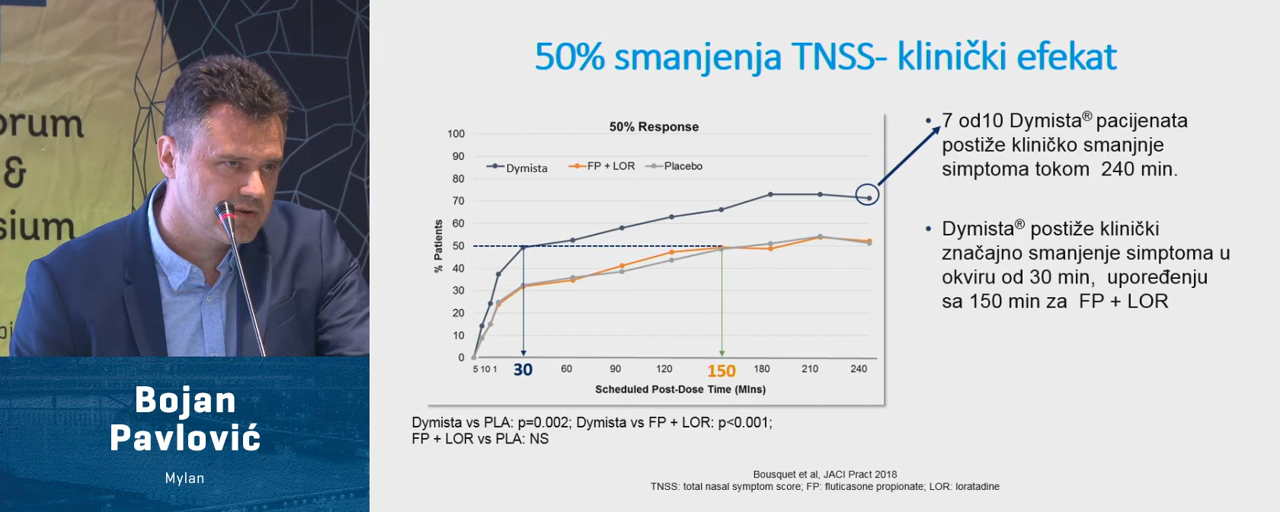 orum
&
sium
Bojan
Pavlović
Mylan
50% smanjenja TNSS- klinički efekat
50% Response
100
90
80
70
60
50
40
30
20
10
0
% Patients
Dymista
FP + LOR
Placebo
5 10 1 30 60 90 120 150 180 210 240
Scheduled Post-Dose Time (MIns)
Dymista vs PLA: p=0.002; Dymista vs FP + LOR: p<0.001;
FP + LOR vs PLA: NS
• 7 od10 Dymista® pacijenata
postiže kliničko smanjnje
simptoma tokom 240 min.
• Dymista® postiže klinički
značajno smanjenje simptoma u
okviru od 30 min, upoređenju
sa 150 min za FP + LOR
Bousquet et al, JACI Pract 2018
TNSS: total nasal symptom score; FP: fluticasone propionate; LOR: loratadine